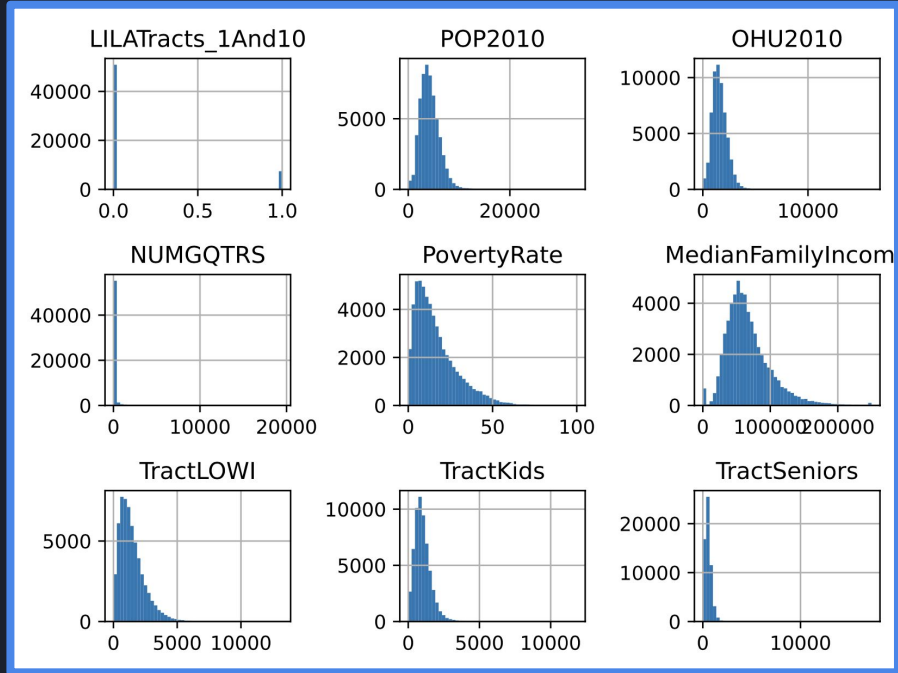 LILATracts_1And10
POP2010
OHU2010
40000
20000
0
0.0 0.5 1.0
5000
0
0 20000
10000
5000
0
0 10000
NUMGQTRS
PovertyRate
MedianFamilyIncom
40000
20000
0
0 10000 20000
4000
2000
0
0 50 100
4000
2000
0
0 100000200000
TractLOWI
TractKids
TractSeniors
5000
0
0 5000 10000
10000
5000
0
0 5000 10000
20000
10000
0
0 10000